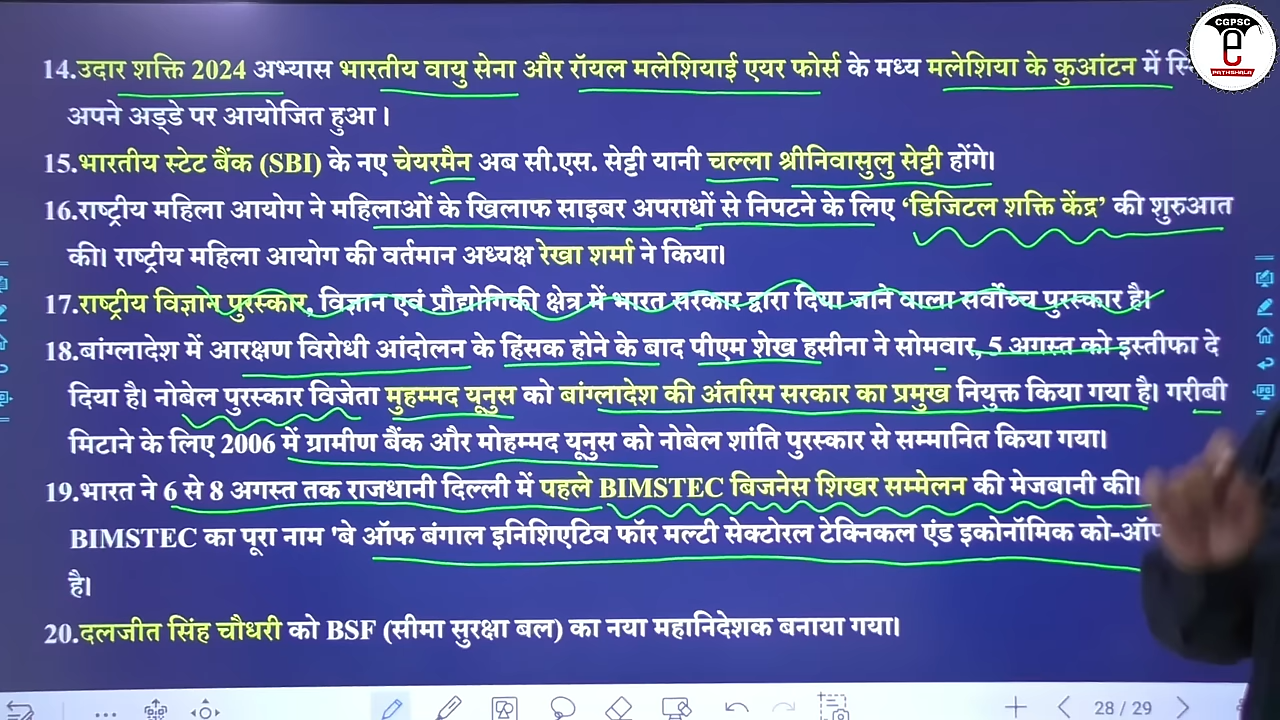 CGPSC
e
PATHSHALA
14.उदार शक्ति 2024 अभ्यास भारतीय वायु सेना और रॉयल मलेशियाई एयर फोर्स के मध्य मलेशिया के कुआंटन में
अपने अड्डे पर आयोजित हुआ।
15.भारतीय स्टेट बैंक (SBI) के नए चेयरमैन अब सी.एस. सेट्टी यानी चल्ला श्रीनिवासुलु सेट्टी होंगे।
16.राष्ट्रीय महिला आयोग ने महिलाओं के खिलाफ साइबर अपराधों से निपटने के लिए ‘डिजिटल शक्ति केंद्र’ की शुरुआत
की। राष्ट्रीय महिला आयोग की वर्तमान अध्यक्ष रेखा शर्मा ने किया।
17.राष्ट्रीय विज्ञान पुरस्कार, विज्ञान एवं प्रौद्योगिकी क्षेत्र में भारत सरकार द्वारा दिया जाने वाला सर्वोच्च पुरस्कार है।
18.बांग्लादेश में आरक्षण विरोधी आंदोलन के हिंसक होने के बाद पीएम शेख हसीना ने सोमवार, 5 अगस्त को इस्तीफा दे
दिया है। नोबेल पुरस्कार विजेता मुहम्मद यूनुस को बांग्लादेश की अंतरिम सरकार का प्रमुख नियुक्त किया गया है। गरीबी
मिटाने के लिए 2006 में ग्रामीण बैंक और मोहम्मद यूनुस को नोबेल शांति पुरस्कार से सम्मानित किया गया।
19.भारत ने 6 से 8 अगस्त तक राजधानी दिल्ली में पहले BIMSTEC बिजनेस शिखर सम्मेलन की मेजबानी की।
BIMSTEC का पूरा नाम 'बे ऑफ बंगाल इनिशिएटिव फॉर मल्टी सेक्टोरल टेक्निकल एंड इकोनॉमिक
है।
20.दलजीत सिंह चौधरी को BSF (सीमा सुरक्षा बल) का नया महानिदेशक बनाया गया।
28 / 29